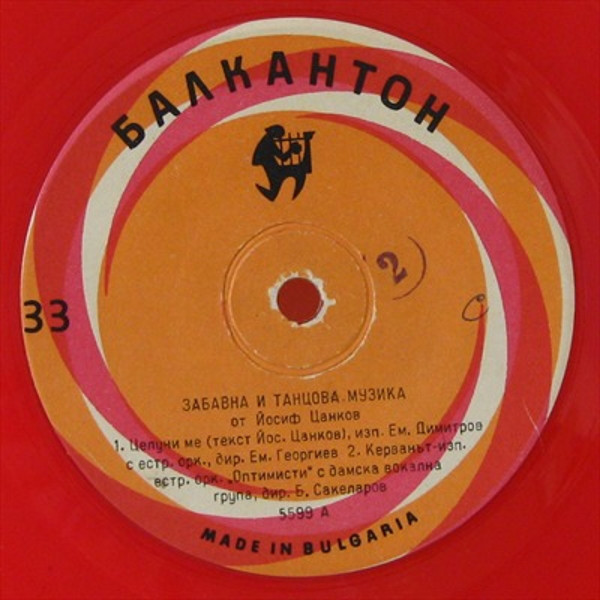 БАЛКАНТОН
2
33
ЗАБАВНА И ТАНЦОВА МУЗИКА
от Йосиф Цанков
1. Целуни ме (текст Йос. Цанков), изп. Ем. Димитров
с естр. орк., дир. Ем. Георгиев 2. Керванът-изп.
естр. орк. „Оптимисти" с дамска вокална
група, дир. Б. Сакеларов
5599 А
MADE IN BULGARIA